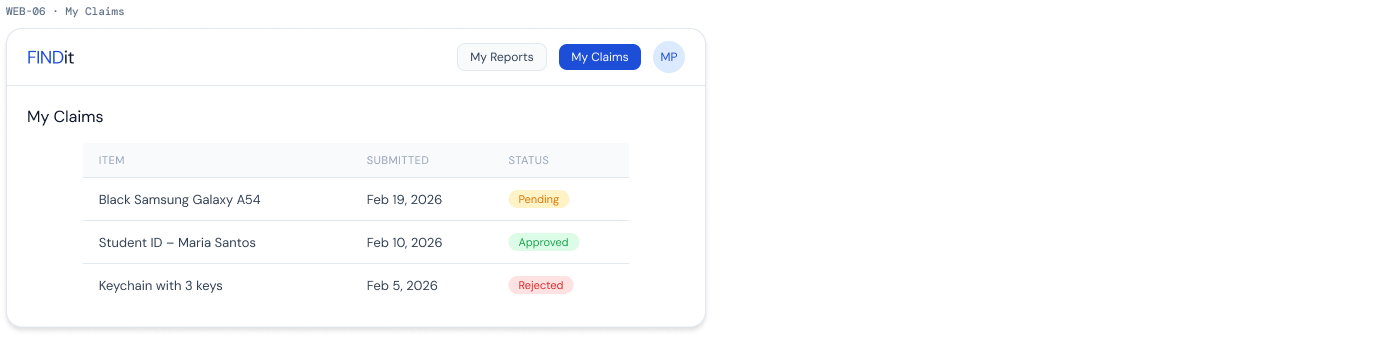 WEB-06 · My Claims
FINDit My Reports My Claims MP
My Claims
ITEM SUBMITTED STATUS
Black Samsung Galaxy A54 Feb 19, 2026 Pending
Student ID – Maria Santos Feb 10, 2026 Approved
Keychain with 3 keys Feb 5, 2026 Rejected